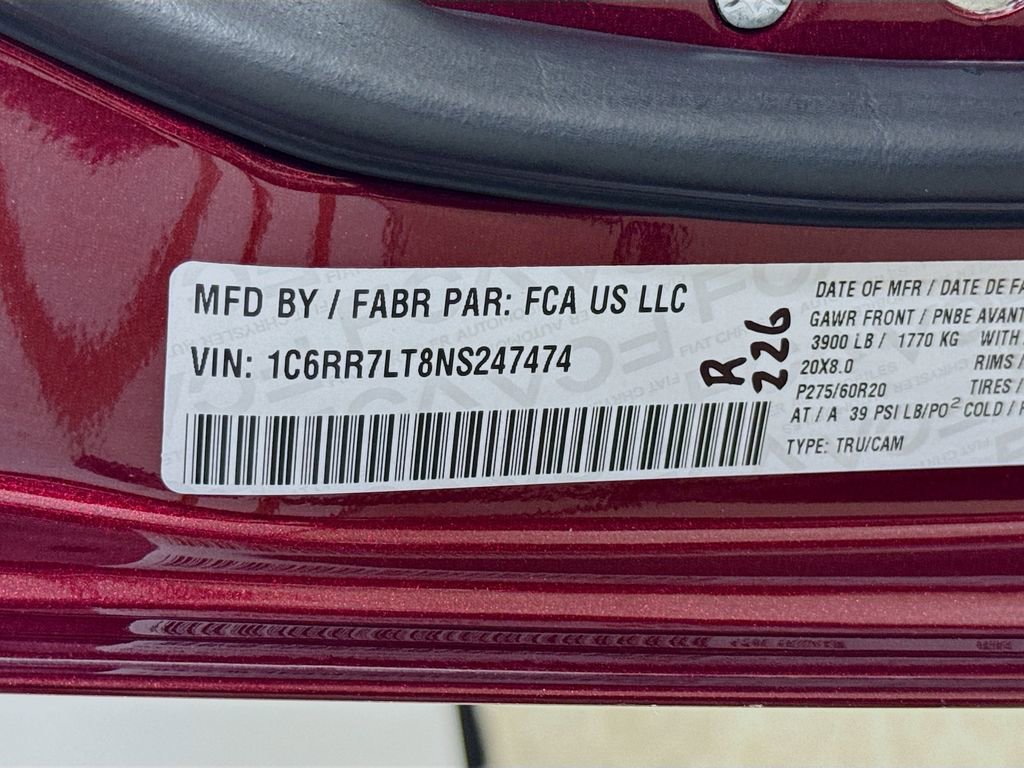 MFD BY / FABR PAR: FCA US LLC
VIN: 1C6RR7LT8NS247474
R
226
DATE OF MFR / DATE DE
GAWR FRONT / PNBE AVANT
3900 LB / 1770 KG WITH
20X8.0 RIMS /
P275/60R20 TIRES /
AT / A 39 PSI LB/PO² COLD /
TYPE: TRU/CAM